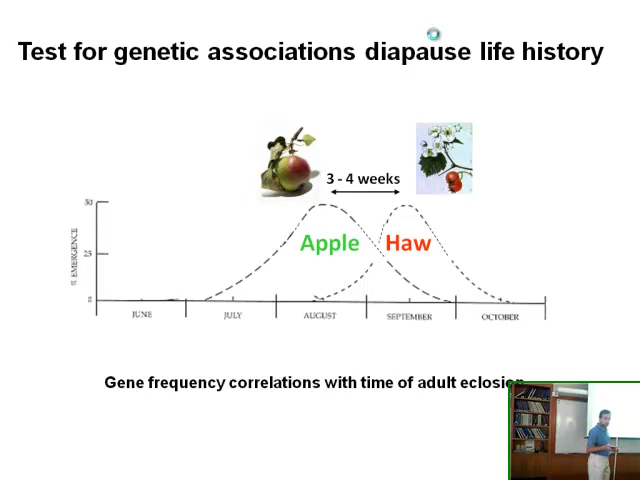 Test for genetic associations diapause life history
3 - 4 weeks
50
Apple Haw
25
% EMERGENCE
0
JUNE JULY AUGUST SEPTEMBER OCTOBER
Gene frequency correlations with time of adult eclosion